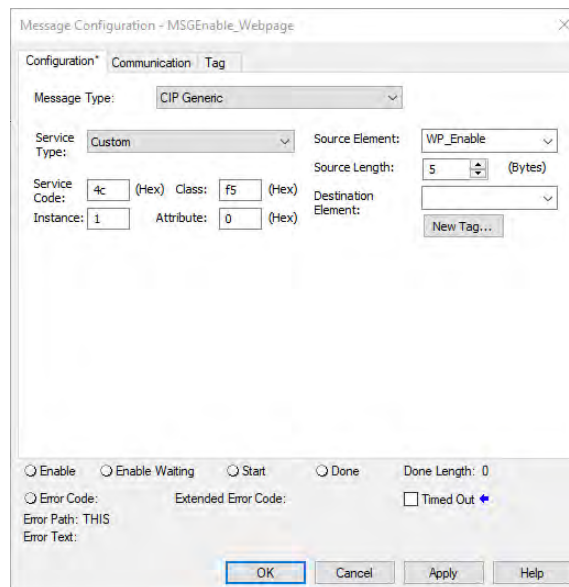 Message Configuration - MSGEnable_Webpage
Configuration* Communication Tag
Message Type: CIP Generic
Service Type: Custom
Source Element: WP_Enable
Source Length: 5 (Bytes)
Service Code: 4c (Hex) Class: f5 (Hex)
Destination Element:
Instance: 1 Attribute: 0 (Hex)
New Tag...
Enable Enable Waiting Start Done Done Length: 0
Error Code: Extended Error Code: Timed Out
Error Path: THIS
Error Text:
OK Cancel Apply Help